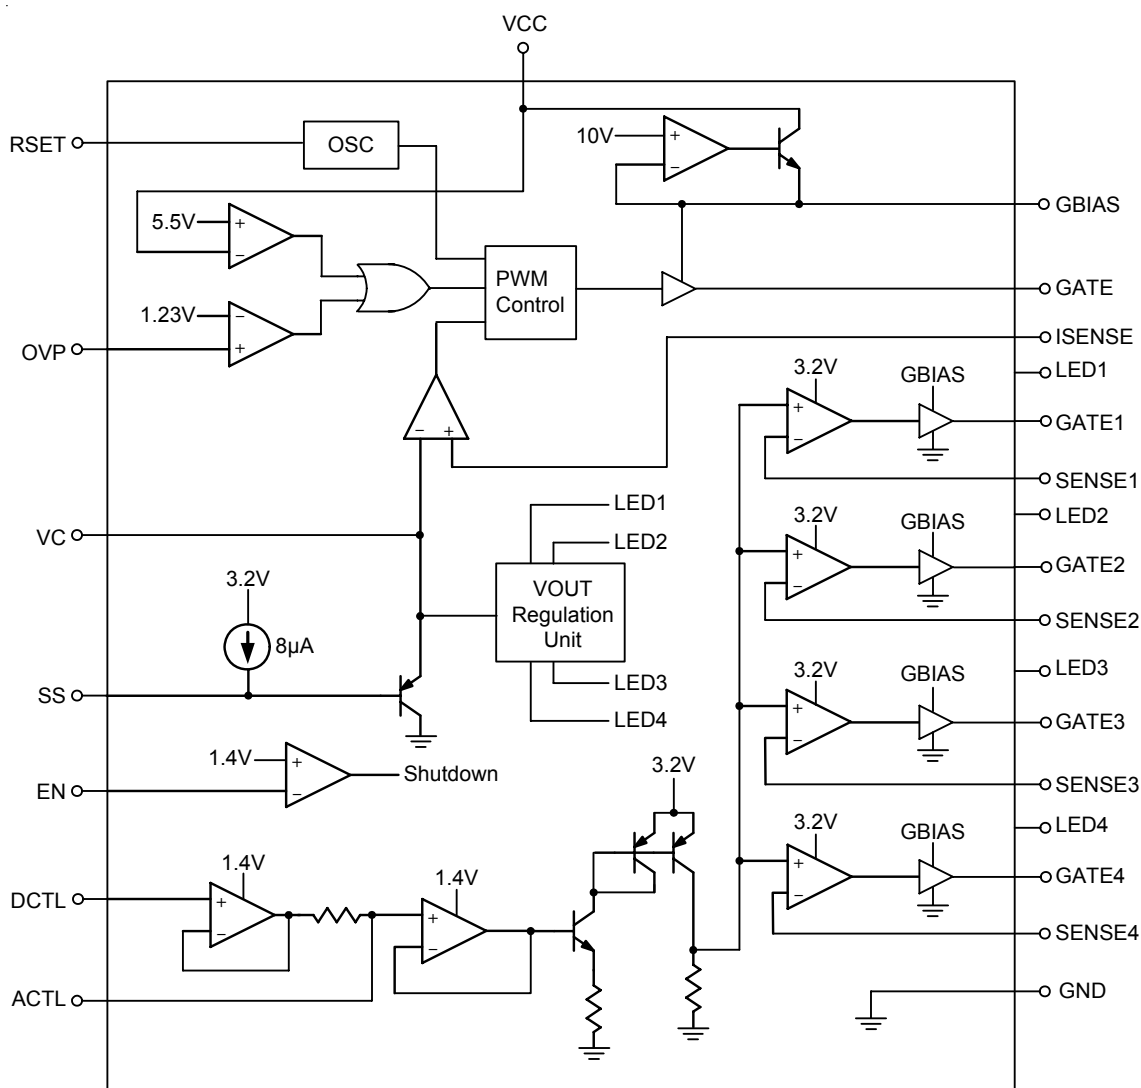 VCC
RSET
OSC
10V
+
−
GBIAS
5.5V
+
−
PWM
Control
GATE
1.23V
−
+
OVP
ISENSE
LED1
3.2V
GBIAS
+
−
GATE1
− +
SENSE1
LED1
LED2
3.2V
GBIAS
+
−
GATE2
VC
LED2
VOUT
Regulation
Unit
SENSE2
3.2V
8µA
LED3
3.2V
GBIAS
SS
LED3
LED4
+
−
GATE3
1.4V
+
−
Shutdown
EN
3.2V
SENSE3
LED4
3.2V
GBIAS
+
−
GATE4
1.4V
1.4V
DCTL
+
−
+
−
SENSE4
ACTL
GND